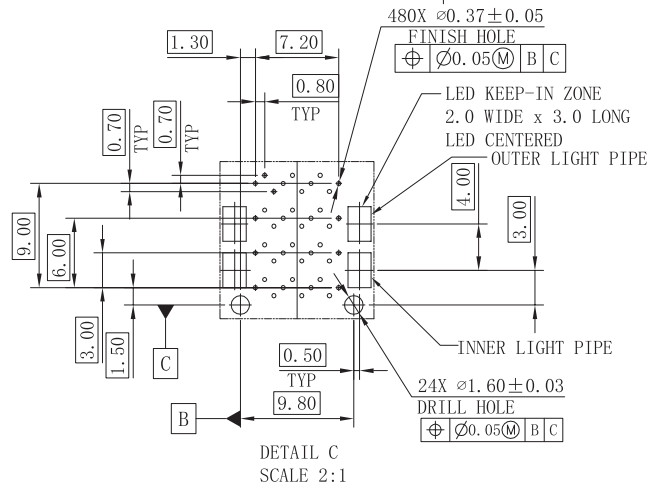 480X ⌀0.37±0.05
FINISH HOLE
⌖ ⌀0.05Ⓜ B C
1.30
7.20
0.80
TYP
LED KEEP-IN ZONE
2.0 WIDE x 3.0 LONG
LED CENTERED
OUTER LIGHT PIPE
0.70
TYP
0.70
TYP
9.00
6.00
3.00
1.50
4.00
3.00
C
INNER LIGHT PIPE
0.50
TYP
24X ⌀1.60±0.03
DRILL HOLE
⌖ ⌀0.05Ⓜ B C
B
9.80
DETAIL C
SCALE 2:1